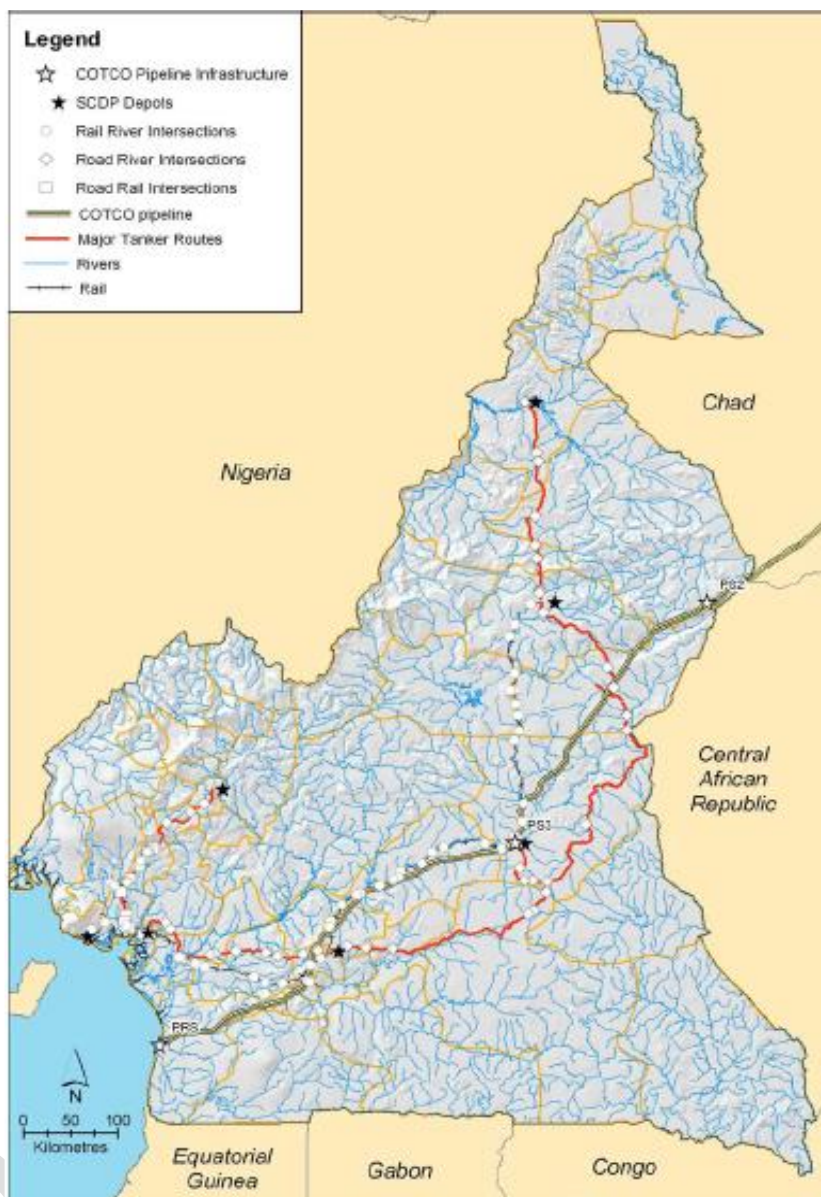 Legend
COTCO Pipeline Infrastructure
SCDP Depots
Rail River Intersections
Road River Intersections
Road Rail Intersections
COTCO pipeline
Major Tanker Routes
Rivers
Rail
Chad
Nigeria
PS2
Central
African
Republic
PS3
PRS
N
0 50 100
Kilometres
Equatorial
Guinea
Gabon
Congo